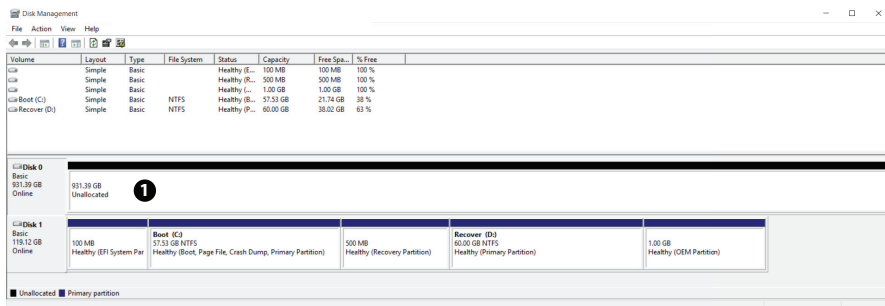 Disk Management
File Action View Help
Volume Layout Type File System Status Capacity Free Spa... % Free
Simple Basic Healthy (E... 100 MB 100 MB 100 %
Simple Basic Healthy (R... 500 MB 500 MB 100 %
Simple Basic Healthy (... 1.00 GB 1.00 GB 100 %
Boot (C:) Simple Basic NTFS Healthy (B... 57.53 GB 21.74 GB 38 %
Recover (D:) Simple Basic NTFS Healthy (P... 60.00 GB 38.02 GB 63 %
Disk 0
Basic
931.39 GB
Online
931.39 GB
Unallocated
1
Disk 1
Basic
119.12 GB
Online
100 MB
Healthy (EFI System Par
Boot (C:)
57.53 GB NTFS
Healthy (Boot, Page File, Crash Dump, Primary Partition)
500 MB
Healthy (Recovery Partition)
Recover (D:)
60.00 GB NTFS
Healthy (Primary Partition)
1.00 GB
Healthy (OEM Partition)
Unallocated Primary partition